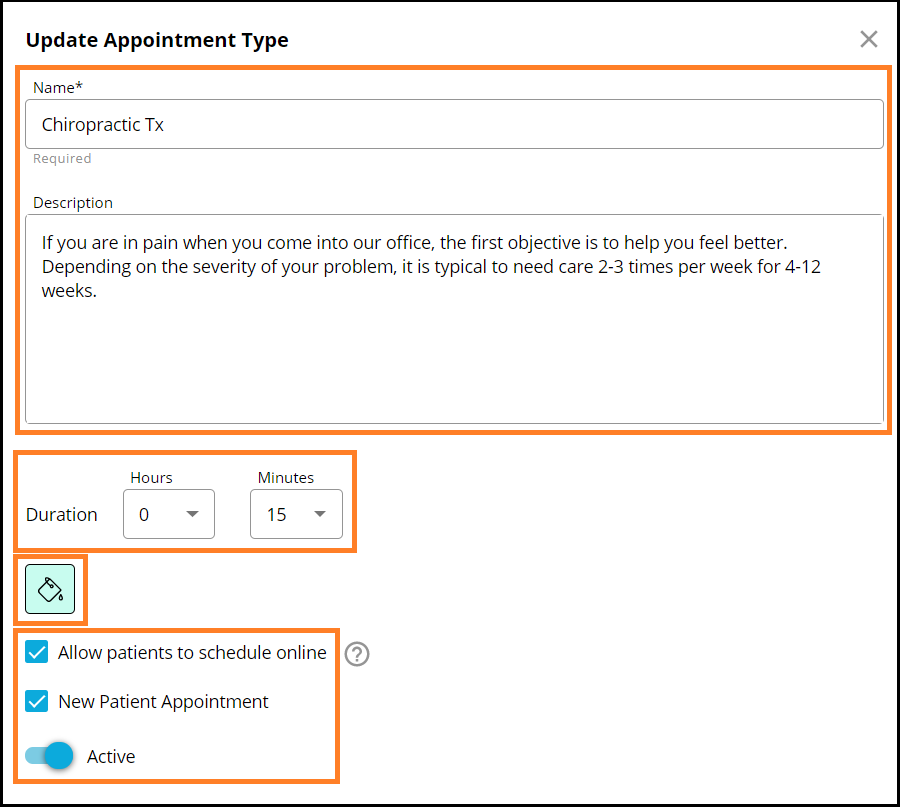 Update Appointment Type
Name*
Chiropractic Tx
Required
Description
If you are in pain when you come into our office, the first objective is to help you feel better.
Depending on the severity of your problem, it is typical to need care 2-3 times per week for 4-12
weeks.
Hours Minutes
Duration 0 15
Allow patients to schedule online ?
New Patient Appointment
Active